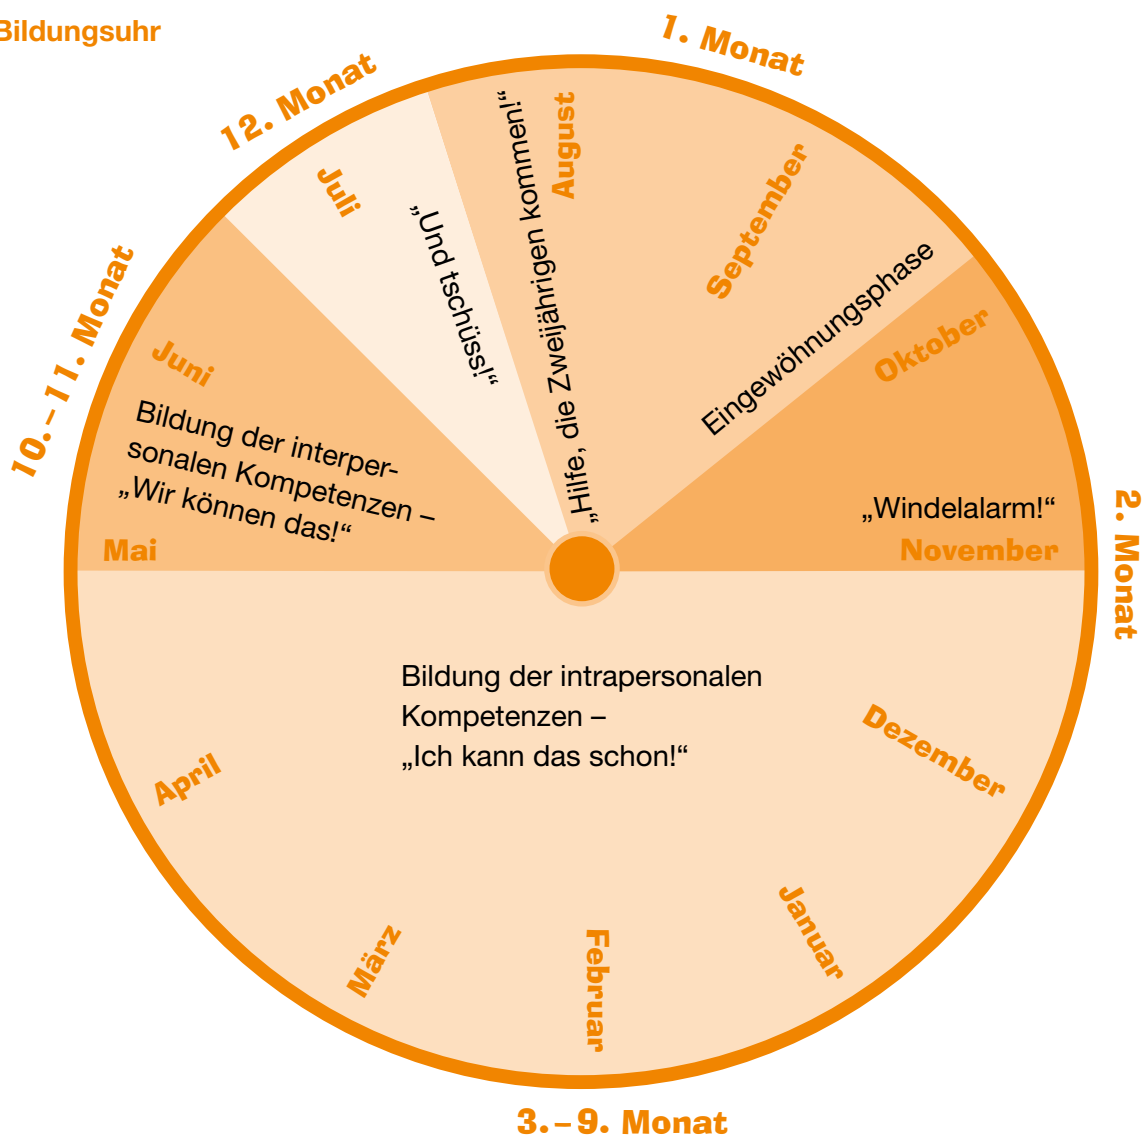 Bildungsuhr
1. Monat
August
„Hilfe, die Zweijährigen kommen!“
September
Eingewöhnungsphase
2. Monat
Oktober
„Windelalarm!“
November
3. – 9. Monat
Bildung der intrapersonalen
Kompetenzen –
„Ich kann das schon!“
Dezember
Januar
Februar
März
April
10. – 11. Monat
Mai
Bildung der interper-
sonalen Kompetenzen –
„Wir können das!“
Juni
12. Monat
Juli
„Und tschüss!“